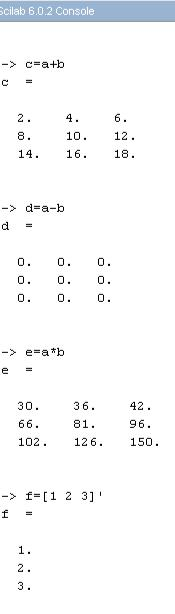 Scilab 6.0.2 Console
-> c=a+b
c =
2. 4. 6.
8. 10. 12.
14. 16. 18.
-> d=a-b
d =
0. 0. 0.
0. 0. 0.
0. 0. 0.
-> e=a*b
e =
30. 36. 42.
66. 81. 96.
102. 126. 150.
-> f=[1 2 3]'
f =
1.
2.
3.